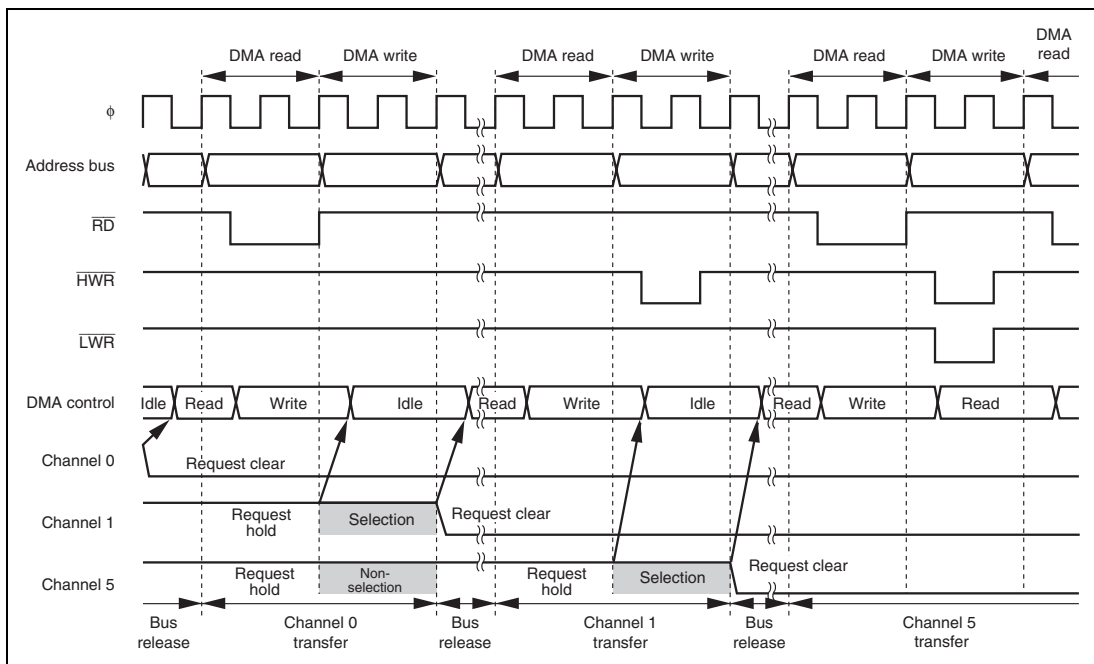 DMA read DMA write DMA read DMA write DMA read DMA write DMA
read
ϕ
Address bus
RD
HWR
LWR
DMA control Idle Read Write Idle Read Write Idle Read Write Read
Channel 0 Request clear
Channel 1 Request
hold Selection Request clear
Channel 5 Request
hold Non-
selection Request
hold Selection Request clear
Bus
release Channel 0
transfer Bus
release Channel 1
transfer Bus
release Channel 5
transfer